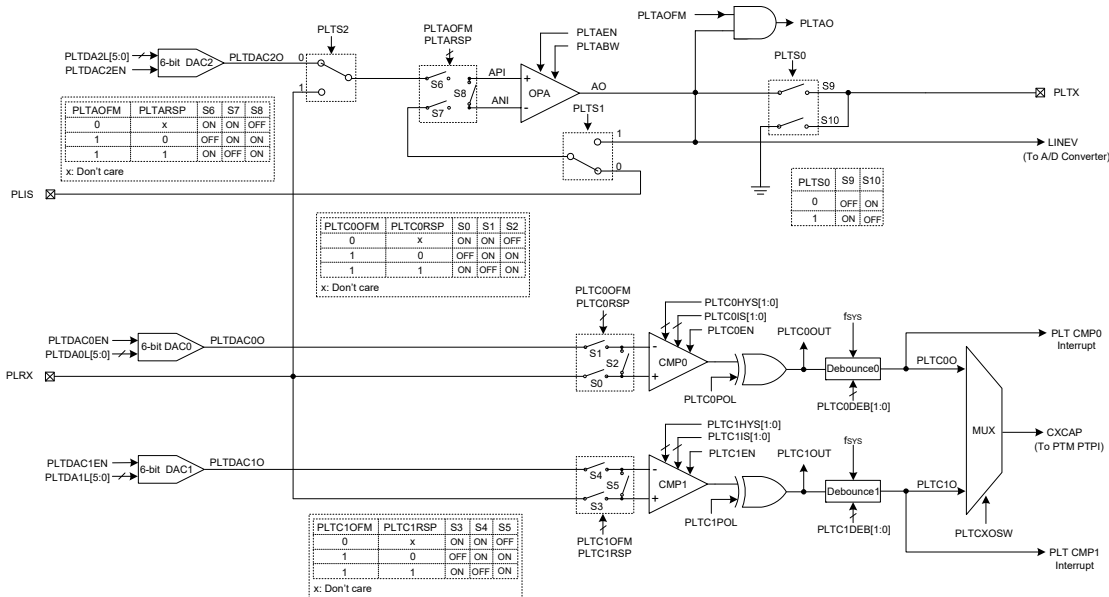 PLTAOFM
PLTAO
PLTS2
PLTAOFM
PLTARSP
PLTAEN
PLTABW
PLTDA2L[5:0]
PLTDAC2EN
6-bit DAC2
PLTDAC2O
0
1
S6
S7
S8
API
ANI
+
-
OPA
AO
PLTS0
S9
S10
PLTX
PLTS1
1
0
LINEV
(To A/D Converter)
PLTAOFM PLTARSP S6 S7 S8
0 x ON ON OFF
1 0 OFF ON ON
1 1 ON OFF ON
x: Don't care
PLTS0 S9 S10
0 OFF ON
1 ON OFF
PLIS
PLTC0OFM PLTC0RSP S0 S1 S2
0 x ON ON OFF
1 0 OFF ON ON
1 1 ON OFF ON
x: Don't care
PLTC0OFM
PLTC0RSP
PLTC0HYS[1:0]
PLTC0IS[1:0]
PLTC0EN
PLTDAC0EN
PLTDA0L[5:0]
6-bit DAC0
PLTDAC0O
S1
S2
S0
-
+
CMP0
PLTC0POL
PLTC0OUT
fSYS
Debounce0
PLTC0DEB[1:0]
PLTC0O
PLT CMP0
Interrupt
PLRX
MUX
CXCAP
(To PTM PTPI)
PLTCXOSW
PLTC1HYS[1:0]
PLTC1IS[1:0]
PLTC1EN
PLTDAC1EN
PLTDA1L[5:0]
6-bit DAC1
PLTDAC1O
S4
S5
S3
-
+
CMP1
PLTC1POL
PLTC1OUT
fSYS
Debounce1
PLTC1DEB[1:0]
PLTC1O
PLTC1OFM
PLTC1RSP
PLT CMP1
Interrupt
PLTC1OFM PLTC1RSP S3 S4 S5
0 x ON ON OFF
1 0 OFF ON ON
1 1 ON OFF ON
x: Don't care